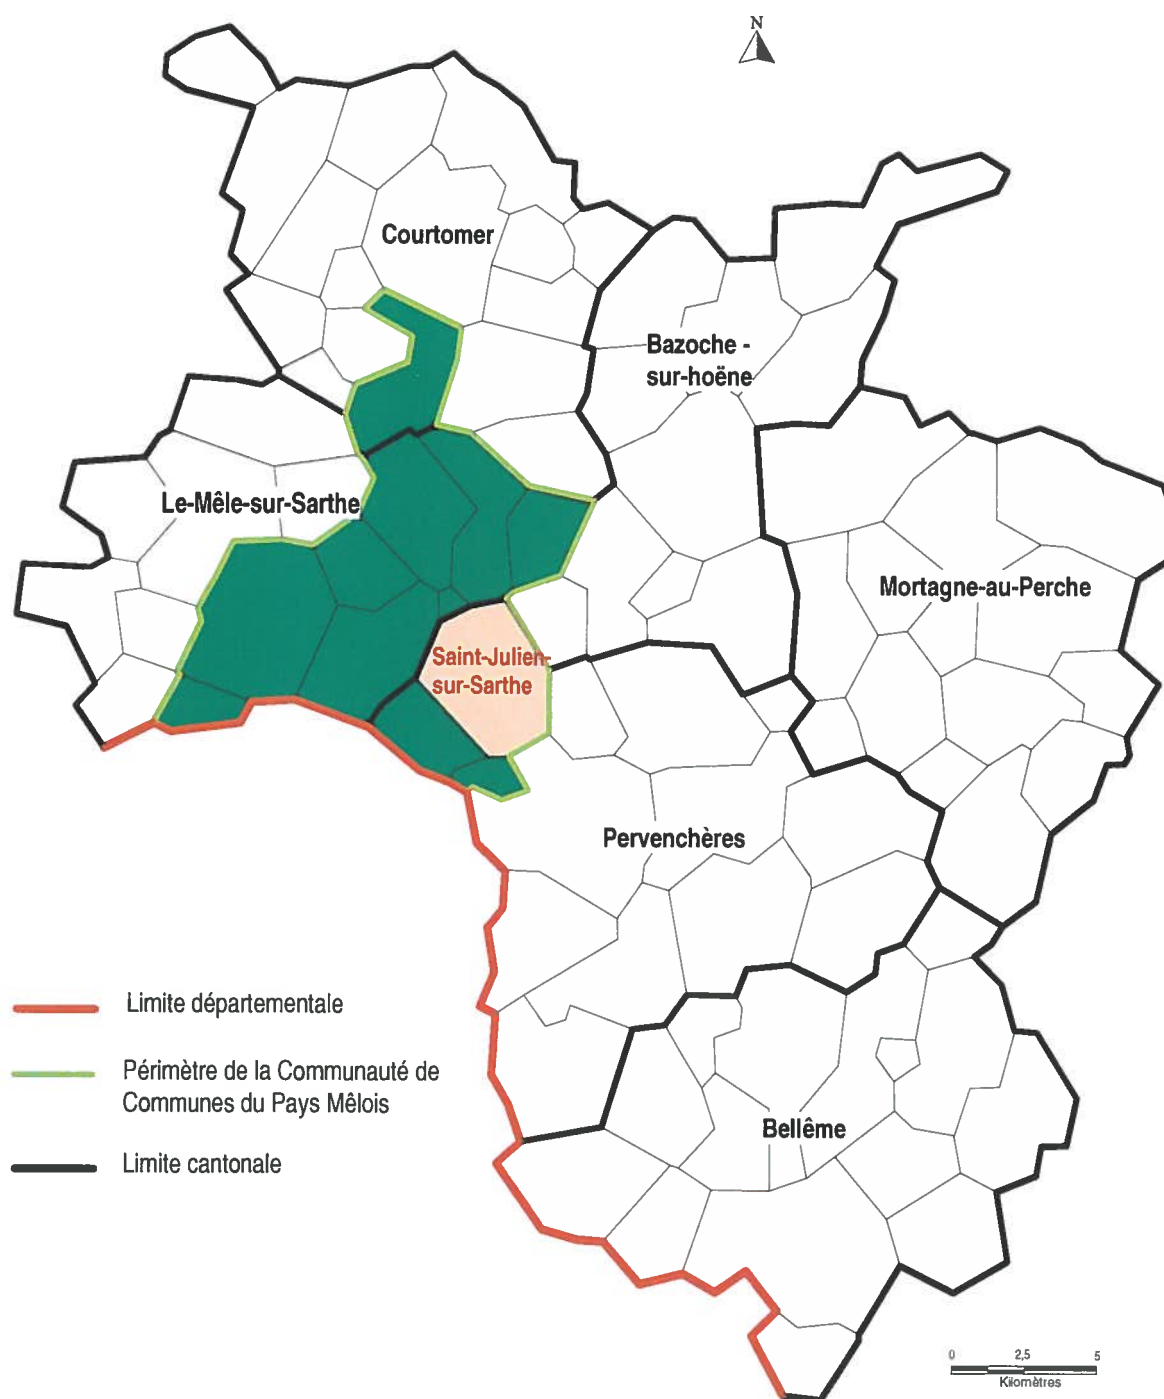 N
Courtomer
Bazoche -
sur-hoëne
Le-Mêle-sur-Sarthe
Mortagne-au-Perche
Saint-Julien-
sur-Sarthe
Pervenchères
Limite départementale
Périmètre de la Communauté de
Communes du Pays Mêlois
Bellême
Limite cantonale
0 2,5 5
Kilomètres